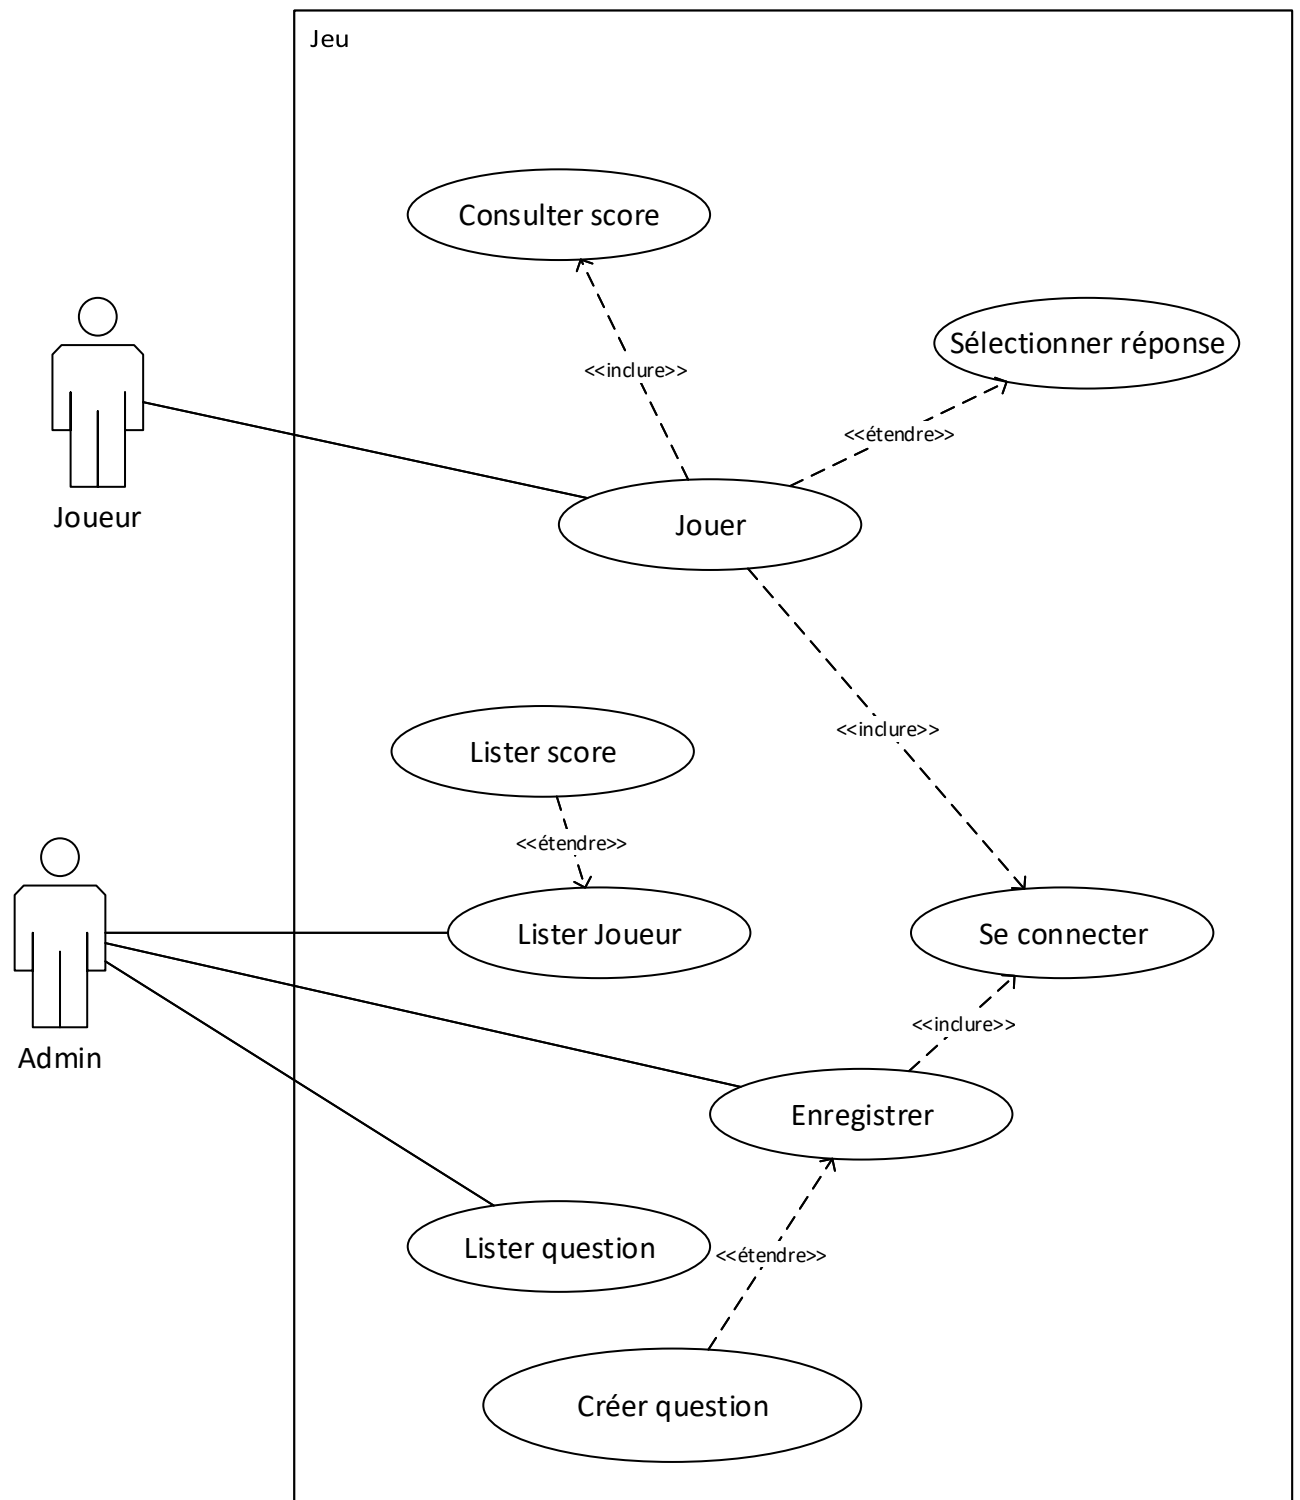 Jeu
Consulter score
Sélectionner réponse
<<inclure>>
<<étendre>>
Joueur
Jouer
<<inclure>>
Lister score
<<étendre>>
Lister Joueur
Se connecter
<<inclure>>
Admin
Enregistrer
Lister question
<<étendre>>
Créer question